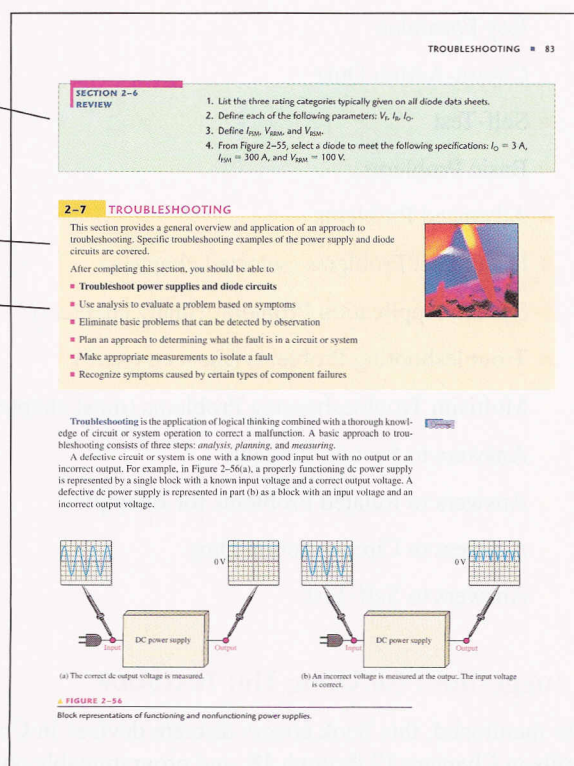 TROUBLESHOOTING ■ 83
SECTION 2–6
REVIEW
1. List the three rating categories typically given on all diode data sheets.
2. Define each of the following parameters: V_F, I_R, I_O.
3. Define I_FSM, V_RRM, and V_RSM.
4. From Figure 2–55, select a diode to meet the following specifications: I_O = 3 A,
I_FSM = 300 A, and V_RRM = 100 V.
2–7 TROUBLESHOOTING
This section provides a general overview and application of an approach to
troubleshooting. Specific troubleshooting examples of the power supply and diode
circuits are covered.
After completing this section, you should be able to
■ Troubleshoot power supplies and diode circuits
■ Use analysis to evaluate a problem based on symptoms
■ Eliminate basic problems that can be detected by observation
■ Plan an approach to determining what the fault is in a circuit or system
■ Make appropriate measurements to isolate a fault
■ Recognize symptoms caused by certain types of component failures
Troubleshooting is the application of logical thinking combined with a thorough knowl-
edge of circuit or system operation to correct a malfunction. A basic approach to trou-
bleshooting consists of three steps: analysis, planning, and measuring.
A defective circuit or system is one with a known good input but with no output or an
incorrect output. For example, in Figure 2–56(a), a properly functioning dc power supply
is represented by a single block with a known input voltage and a correct output voltage. A
defective dc power supply is represented in part (b) as a block with an input voltage and an
incorrect output voltage.
0 V
0 V
DC power supply
Input
Output
DC power supply
Input
Output
(a) The correct dc output voltage is measured.
(b) An incorrect voltage is measured at the output. The input voltage
is correct.
▲ FIGURE 2–56
Block representations of functioning and nonfunctioning power supplies.
Self-Test